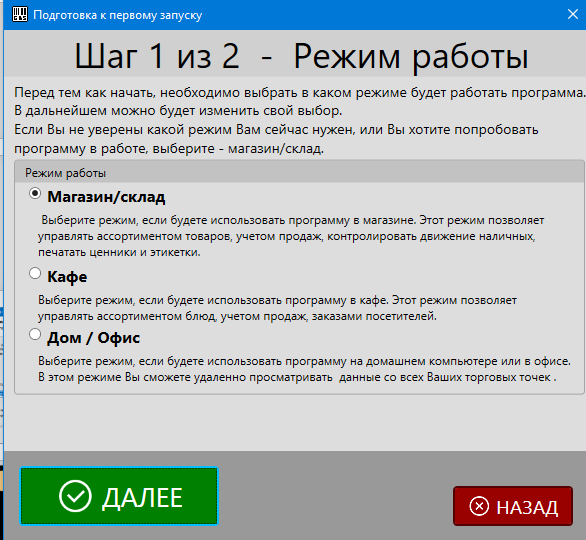 Подготовка к первому запуску
Шаг 1 из 2 - Режим работы
Перед тем как начать, необходимо выбрать в каком режиме будет работать программа.
В дальнейшем можно будет изменить свой выбор.
Если Вы не уверены какой режим Вам сейчас нужен, или Вы хотите попробовать
программу в работе, выберите - магазин/склад.
Режим работы
Магазин/склад
Выберите режим, если будете использовать программу в магазине. Этот режим позволяет
управлять ассортиментом товаров, учетом продаж, контролировать движение наличных,
печатать ценники и этикетки.
Кафе
Выберите режим, если будете использовать программу в кафе. Этот режим позволяет
управлять ассортиментом блюд, учетом продаж, заказами посетителей.
Дом / Офис
Выберите режим, если будете использовать программу на домашнем компьютере или в офисе.
В этом режиме Вы сможете удаленно просматривать данные со всех Ваших торговых точек .
ДАЛЕЕ
НАЗАД